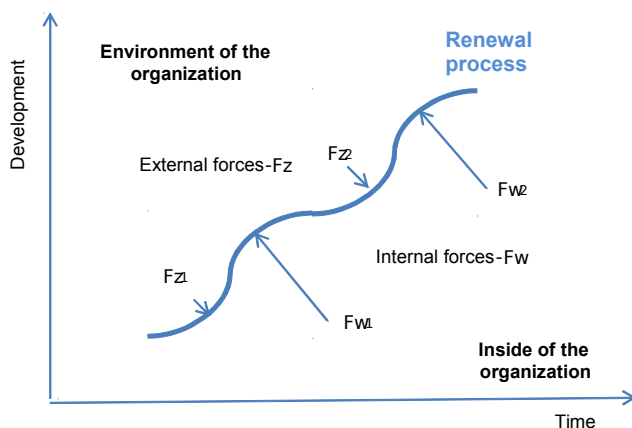 Environment of the
organization
Renewal
process
Development
External forces-Fz
Fz2
Fw2
Internal forces-Fw
Fz1
Fw1
Inside of the
organization
Time